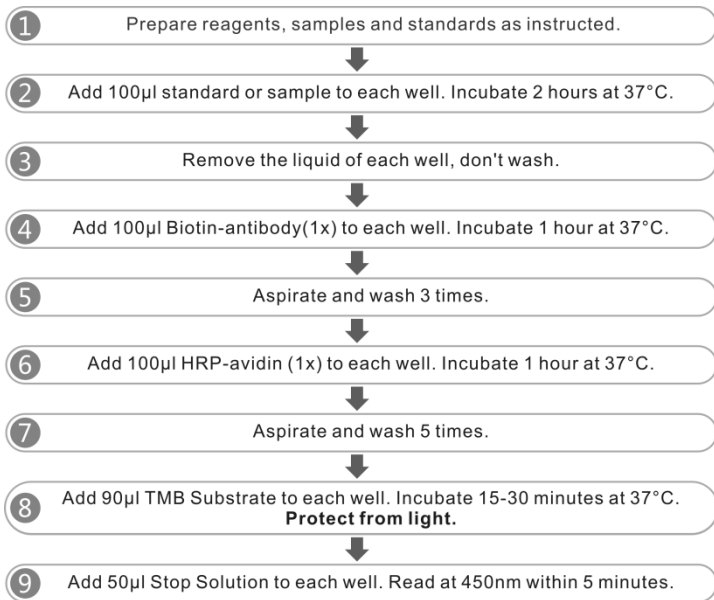 1 Prepare reagents, samples and standards as instructed.
2 Add 100µl standard or sample to each well. Incubate 2 hours at 37°C.
3 Remove the liquid of each well, don't wash.
4 Add 100µl Biotin-antibody(1x) to each well. Incubate 1 hour at 37°C.
5 Aspirate and wash 3 times.
6 Add 100µl HRP-avidin (1x) to each well. Incubate 1 hour at 37°C.
7 Aspirate and wash 5 times.
8 Add 90µl TMB Substrate to each well. Incubate 15-30 minutes at 37°C.
Protect from light.
9 Add 50µl Stop Solution to each well. Read at 450nm within 5 minutes.